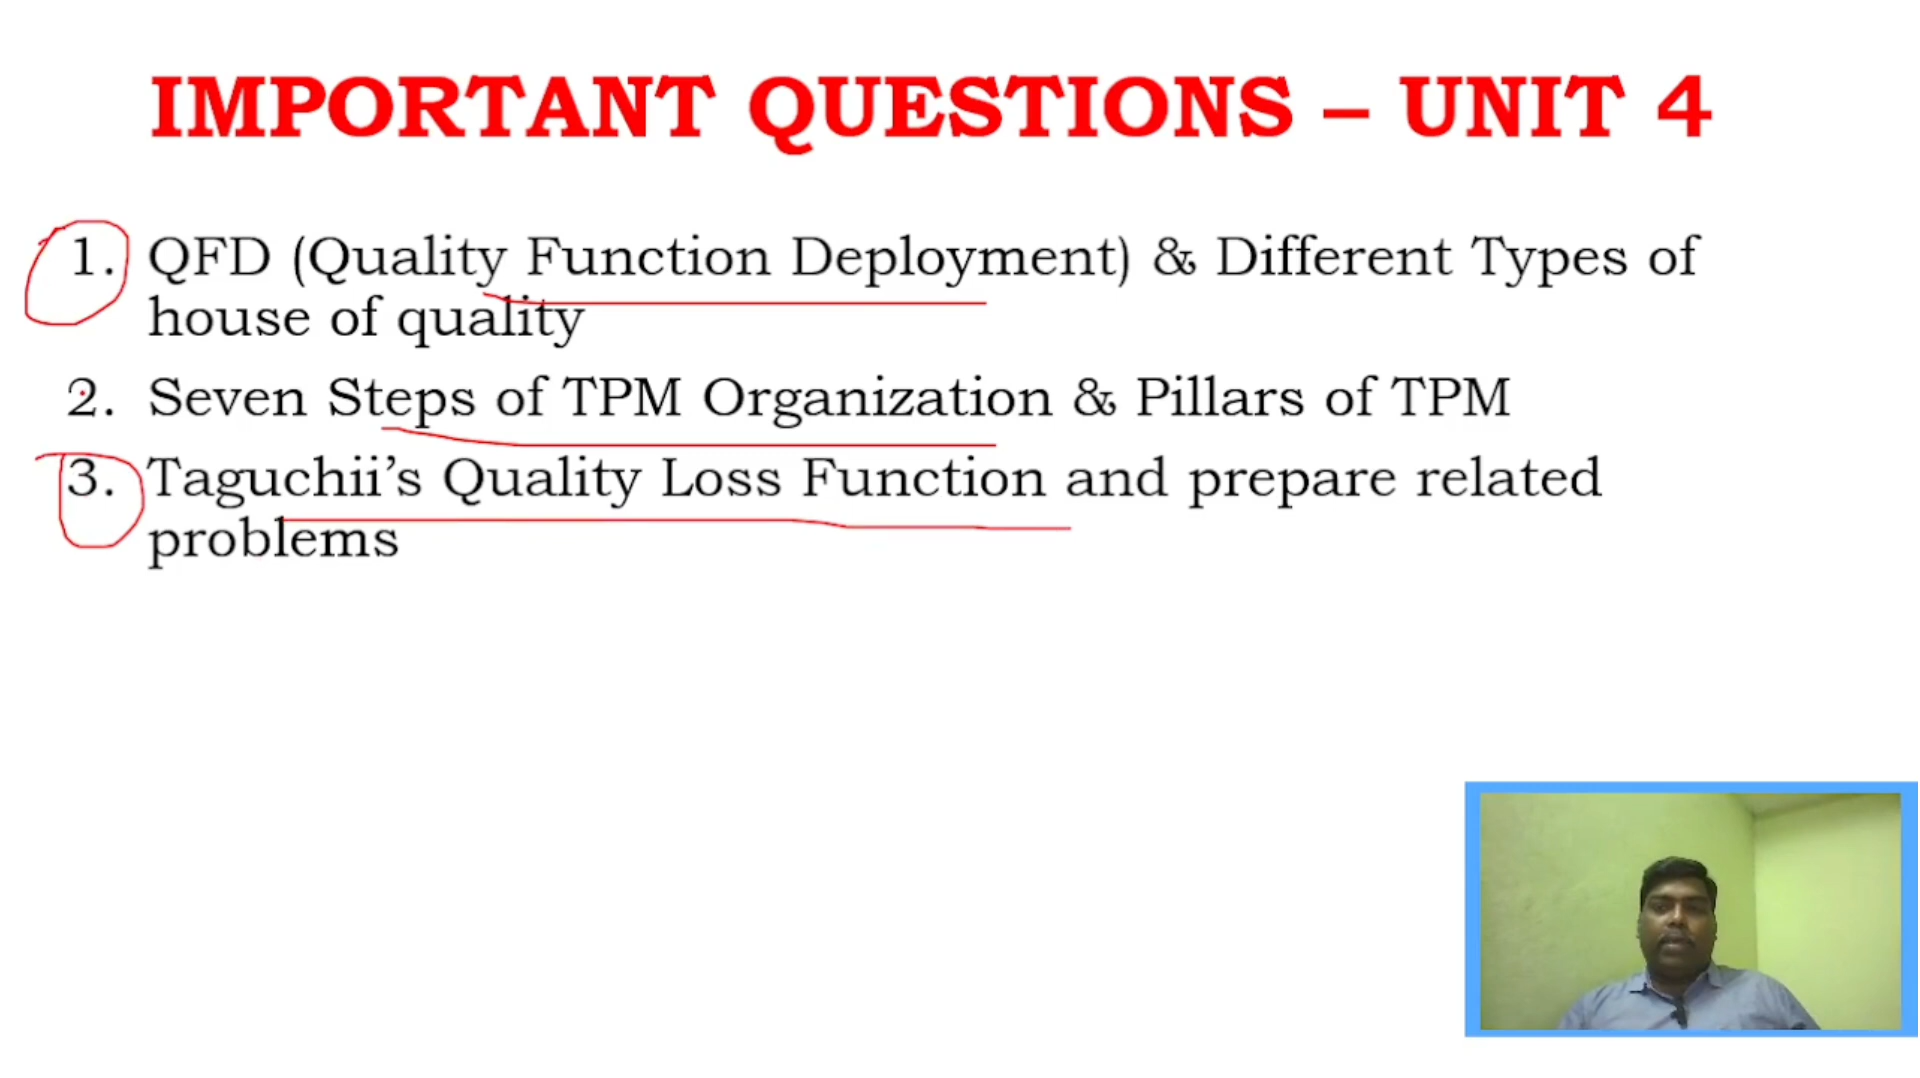 IMPORTANT QUESTIONS – UNIT 4
1. QFD (Quality Function Deployment) & Different Types of
house of quality
2. Seven Steps of TPM Organization & Pillars of TPM
3. Taguchii’s Quality Loss Function and prepare related
problems